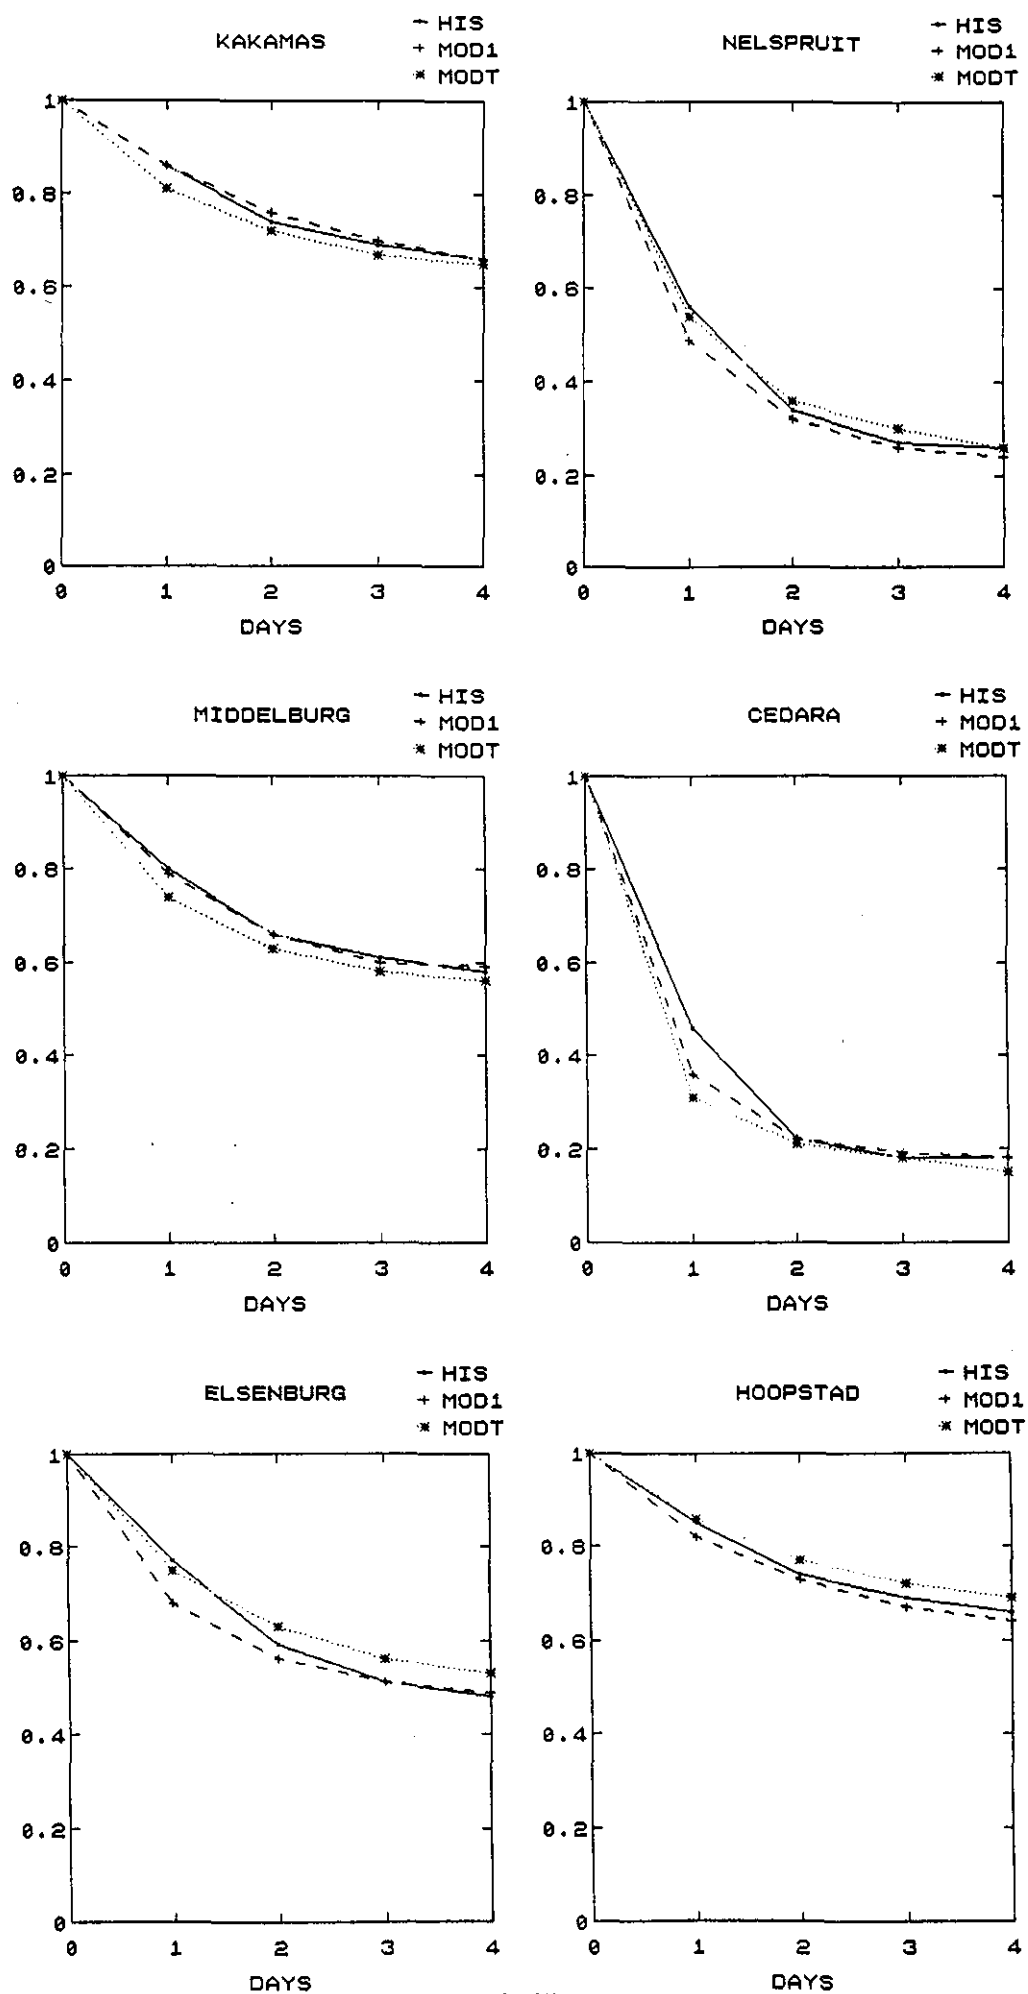 KAKAMAS
HIS
MOD1
MODT
1
0.8
0.6
0.4
0.2
0
0 1 2 3 4
DAYS
NELSPRUIT
HIS
MOD1
MODT
1
0.8
0.6
0.4
0.2
0
0 1 2 3 4
DAYS
MIDDELBURG
HIS
MOD1
MODT
1
0.8
0.6
0.4
0.2
0
0 1 2 3 4
DAYS
CEDARA
HIS
MOD1
MODT
1
0.8
0.6
0.4
0.2
0
0 1 2 3 4
DAYS
ELSENBURG
HIS
MOD1
MODT
1
0.8
0.6
0.4
0.2
0
0 1 2 3 4
DAYS
HOOPSTAD
HIS
MOD1
MODT
1
0.8
0.6
0.4
0.2
0
0 1 2 3 4
DAYS